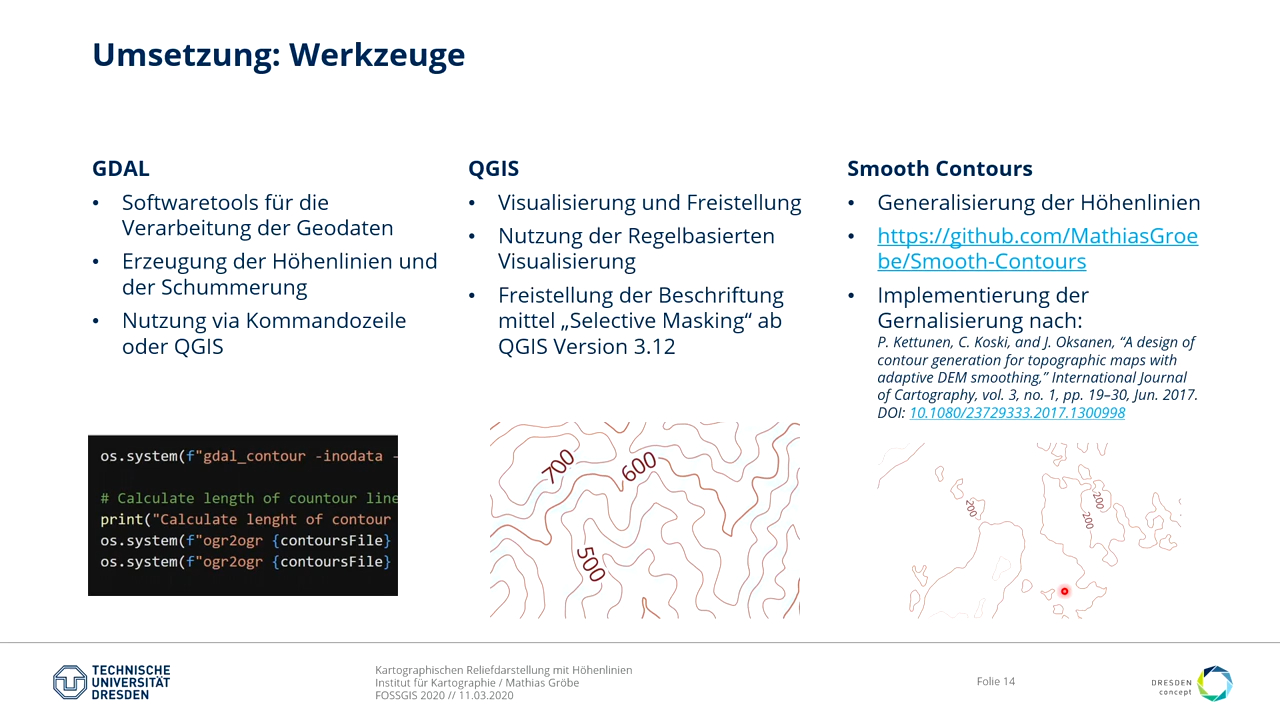 Umsetzung: Werkzeuge
GDAL
• Softwaretools für die
Verarbeitung der Geodaten
• Erzeugung der Höhenlinien und
der Schummerung
• Nutzung via Kommandozeile
oder QGIS
os.system(f"gdal_contour -inodata -
# Calculate length of countour line
print("Calculate lenght of contour
os.system(f"ogr2ogr {contoursFile}
os.system(f"ogr2ogr {contoursFile}
QGIS
• Visualisierung und Freistellung
• Nutzung der Regelbasierten
Visualisierung
• Freistellung der Beschriftung
mittel „Selective Masking“ ab
QGIS Version 3.12
700
600
500
Smooth Contours
• Generalisierung der Höhenlinien
• https://github.com/MathiasGroe
be/Smooth-Contours
• Implementierung der
Gernalisierung nach:
P. Kettunen, C. Koski, and J. Oksanen, “A design of
contour generation for topographic maps with
adaptive DEM smoothing,” International Journal
of Cartography, vol. 3, no. 1, pp. 19–30, Jun. 2017.
DOI: 10.1080/23729333.2017.1300998
200
200
200
TECHNISCHE
UNIVERSITÄT
DRESDEN
Kartographischen Reliefdarstellung mit Höhenlinien
Institut für Kartographie / Mathias Gröbe
FOSSGIS 2020 // 11.03.2020
Folie 14
DRESDEN
concept